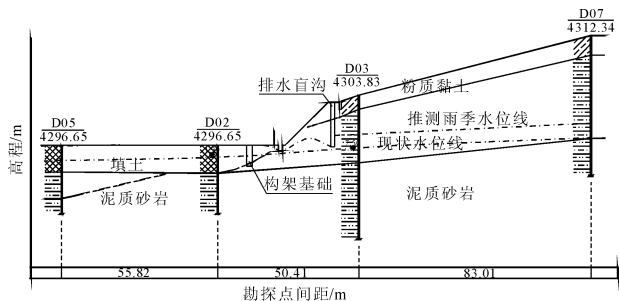 D07
4312.34
D03
4303.83
排水盲沟
粉质黏土
D05
4296.65
D02
4296.65
推测雨季水位线
现状水位线
填土
构架基础
泥质砂岩
泥质砂岩
高程/m
55.82
50.41
83.01
勘探点间距/m